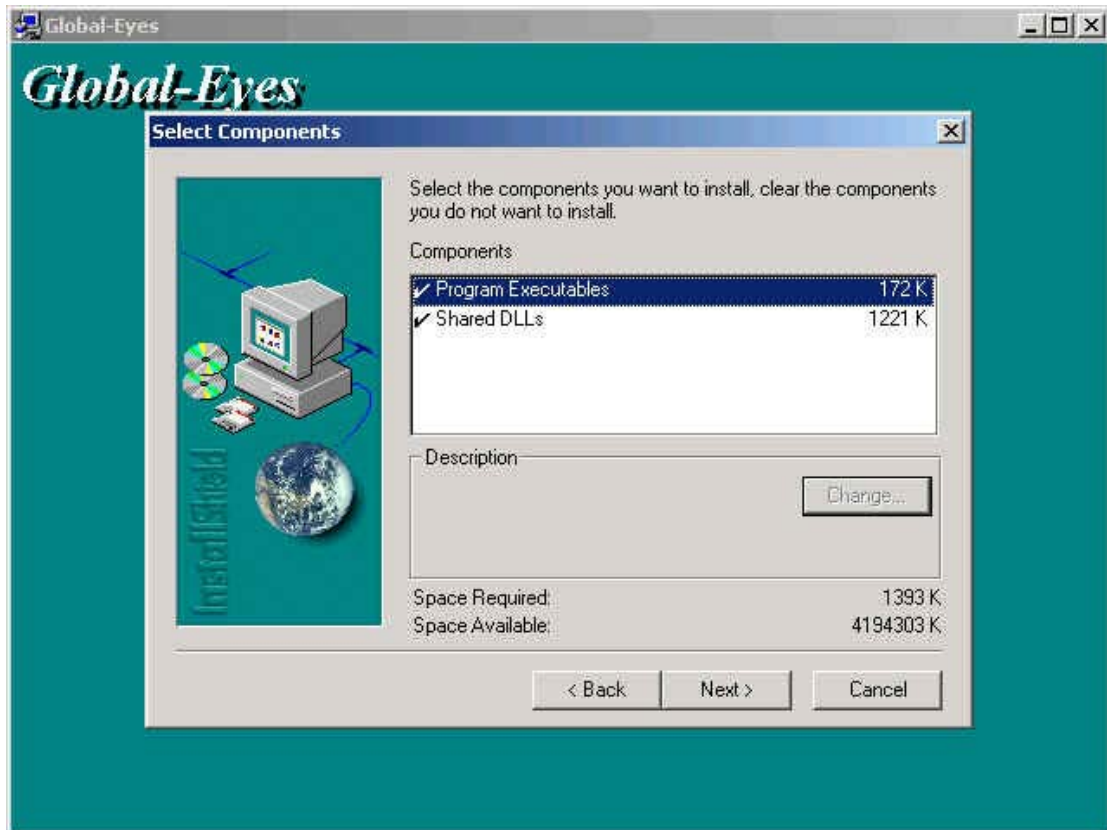 Global-Eyes
Global-Eyes
Select Components
Select the components you want to install, clear the components
you do not want to install.
Components
Program Executables 172 K
Shared DLLs 1221 K
Description
Change...
Space Required: 1393 K
Space Available: 4194303 K
InstallShield
< Back Next > Cancel